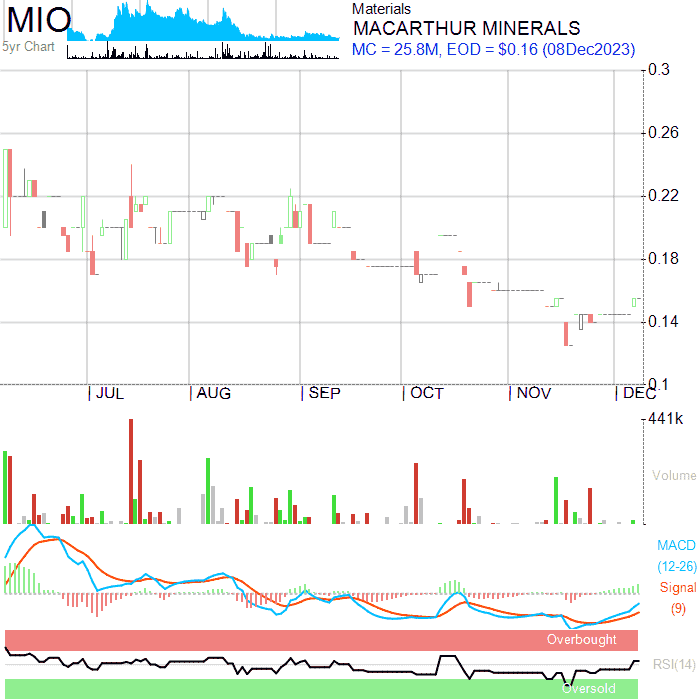 MIO
5yr Chart
Materials
MACARTHUR MINERALS
MC = 25.8M, EOD = $0.16 (08Dec2023)
0.3
0.26
0.22
0.18
0.14
0.1
JUL AUG SEP OCT NOV DEC
441k
Volume
MACD
(12-26)
Signal
(9)
Overbought
RSI(14)
Oversold